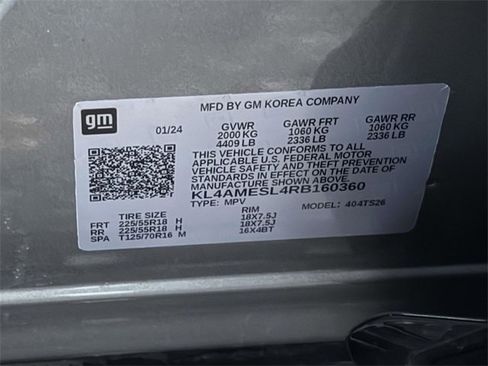 MFD BY GM KOREA COMPANY
gm 01/24 GVWR GAWR FRT GAWR RR
2000 KG 1060 KG 1060 KG
4409 LB 2336 LB 2336 LB
THIS VEHICLE CONFORMS TO ALL
APPLICABLE U.S. FEDERAL MOTOR
VEHICLE SAFETY AND THEFT PREVENTION
STANDARDS IN EFFECT ON THE DATE OF
MANUFACTURE SHOWN ABOVE.
KL4AMESL4RB160360
TYPE: MPV MODEL: 404TS26
TIRE SIZE RIM
FRT 225/55R18 H 18X7.5J
RR 225/55R18 H 18X7.5J
SPA T125/70R16 M 16X4BT